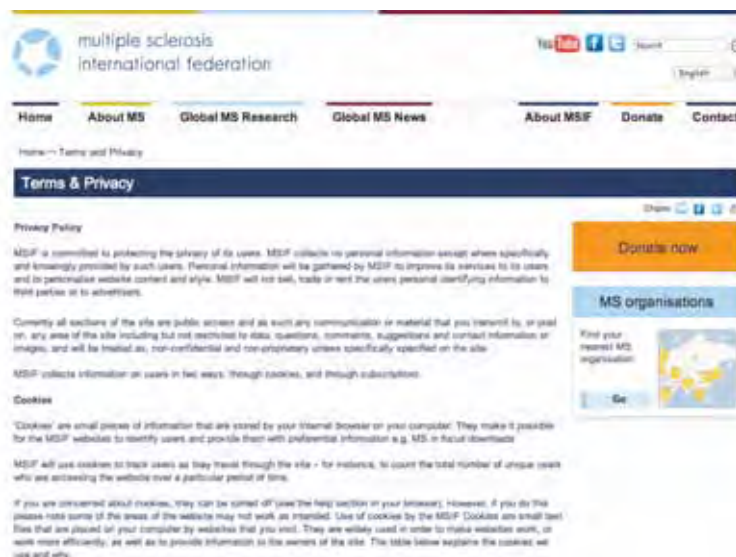 multiple sclerosis
international federation
You Tube
Search
English
Home
About MS
Global MS Research
Global MS News
About MSIF
Donate
Contact
Home — Terms and Privacy
Terms & Privacy
Share
Privacy Policy
MSIF is committed to protecting the privacy of its users. MSIF collects no personal information except where specifically
and knowingly provided by such users. Personal information will be gathered by MSIF to improve its services to its users
and to personalise website content and style. MSIF will not sell, trade or rent the users personal identifying information to
third parties or to advertisers.
Currently all sections of the site are public access and as such any communication or material that you transmit to, or post
on, any area of the site including but not restricted to data, questions, comments, suggestions and contact information or
images, and will be treated as, non-confidential and non-proprietary unless specifically specified on the site.
MSIF collects information on users in two ways: through cookies, and through subscriptions.
Cookies
'Cookies' are small pieces of information that are stored by your Internet browser on your computer. They make it possible
for the MSIF websites to identify users and provide them with preferential information e.g. MS in focus downloads
MSIF will use cookies to track users as they travel through the site – for instance, to count the total number of unique users
who are accessing the website over a particular period of time.
If you are concerned about cookies, they can be turned off (uses the help section in your browser). However, if you do this
please note some of the areas of the website may not work as intended. Use of cookies by the MSIF Cookies are small text
files that are placed on your computer by websites that you visit. They are widely used in order to make websites work, or
work more efficiently, as well as to provide information to the owners of the site. The table below explains the cookies we
use and why.
Donate now
MS organisations
Find your
nearest MS
organisation
Go